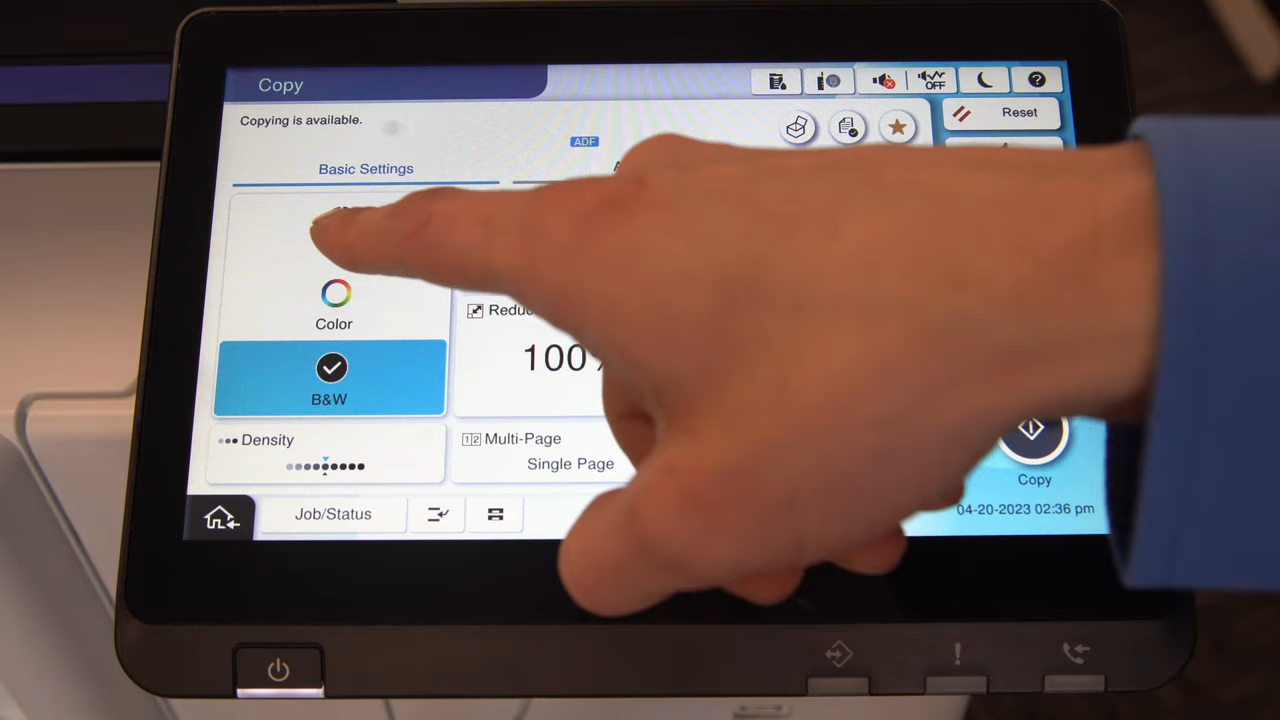 Copy
OFF
Copying is available.
Reset
ADF
Basic Settings
Color
100
B&W
Density
Multi-Page
Single Page
Copy
Job/Status
04-20-2023 02:36 pm